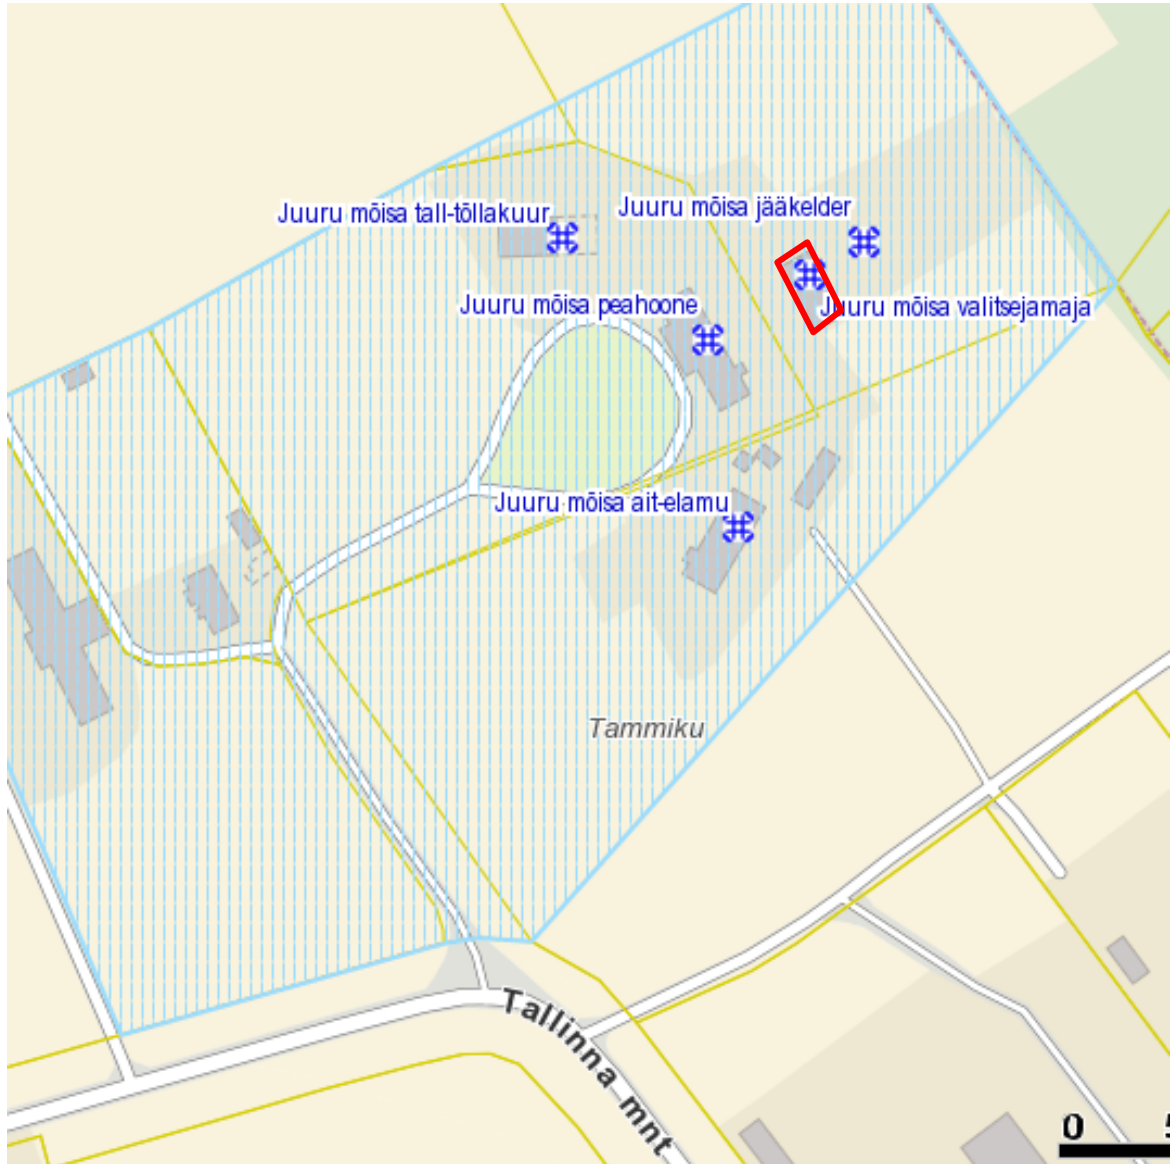 Juuru mõisa tall-tõllakuur
Juuru mõisa jääkelder
Juuru mõisa peahoone
Juuru mõisa valitsejamaja
Juuru mõisa ait-elamu
Tammiku
Tallinna mnt
0